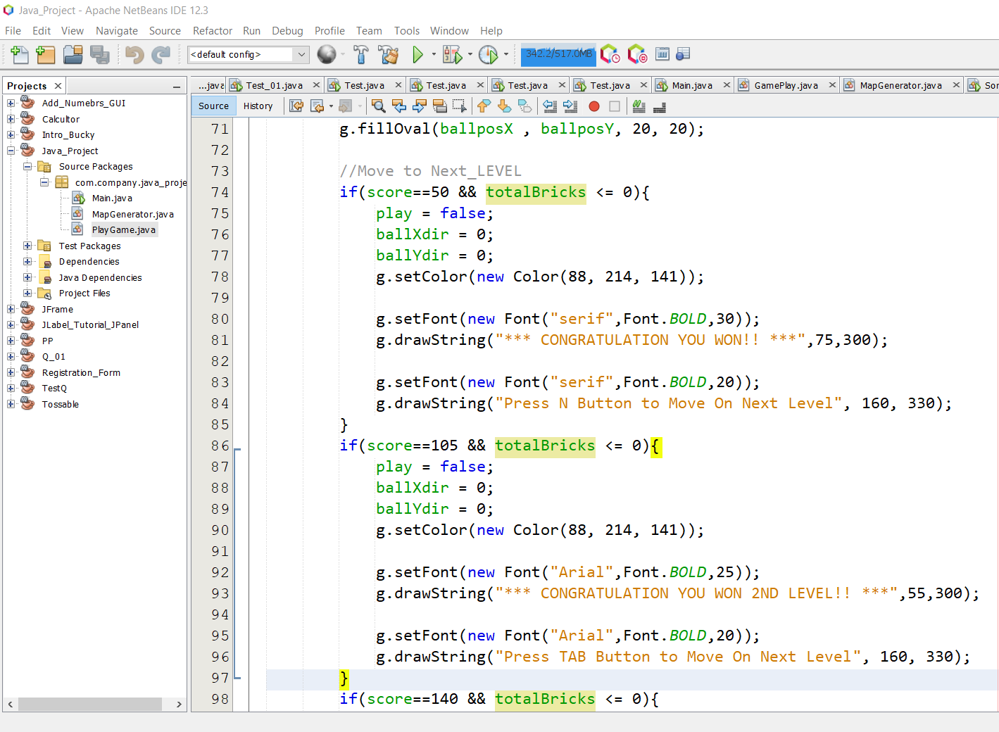 Java_Project - Apache NetBeans IDE 12.3
File Edit View Navigate Source Refactor Run Debug Profile Team Tools Window Help
<default config>
342.2/517.0MB
Projects
...java Test_01.java Test.java Test.java Test.java Test.java Main.java GamePlay.java MapGenerator.java Sor
Source History
Add_Numebrs_GUI
Calcultor
Intro_Bucky
Java_Project
Source Packages
com.company.java_proje
Main.java
MapGenerator.java
PlayGame.java
Test Packages
Dependencies
Java Dependencies
Project Files
JFrame
JLabel_Tutorial_JPanel
PP
Q_01
Registration_Form
TestQ
Tossable
71 g.fillOval(ballposX , ballposY, 20, 20);
72
73 //Move to Next_LEVEL
74 if(score==50 && totalBricks <= 0){
75 play = false;
76 ballXdir = 0;
77 ballYdir = 0;
78 g.setColor(new Color(88, 214, 141));
79
80 g.setFont(new Font("serif",Font.BOLD,30));
81 g.drawString("*** CONGRATULATION YOU WON!! ***",75,300);
82
83 g.setFont(new Font("serif",Font.BOLD,20));
84 g.drawString("Press N Button to Move On Next Level", 160, 330);
85 }
86 if(score==105 && totalBricks <= 0){
87 play = false;
88 ballXdir = 0;
89 ballYdir = 0;
90 g.setColor(new Color(88, 214, 141));
91
92 g.setFont(new Font("Arial",Font.BOLD,25));
93 g.drawString("*** CONGRATULATION YOU WON 2ND LEVEL!! ***",55,300);
94
95 g.setFont(new Font("Arial",Font.BOLD,20));
96 g.drawString("Press TAB Button to Move On Next Level", 160, 330);
97 }
98 if(score==140 && totalBricks <= 0){